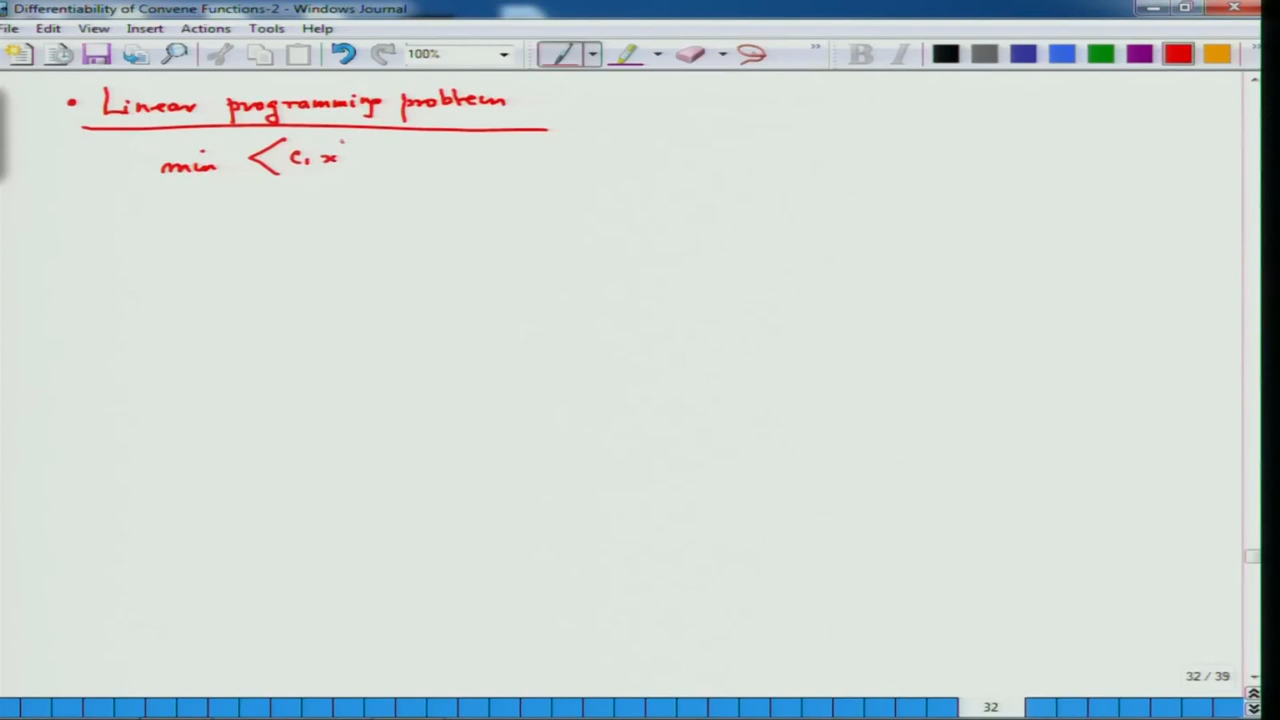 Differentiability of Convene Functions-2 - Windows Journal
File Edit View Insert Actions Tools Help
100%
B I
• Linear programming problem
min < c, x
32 / 39
32